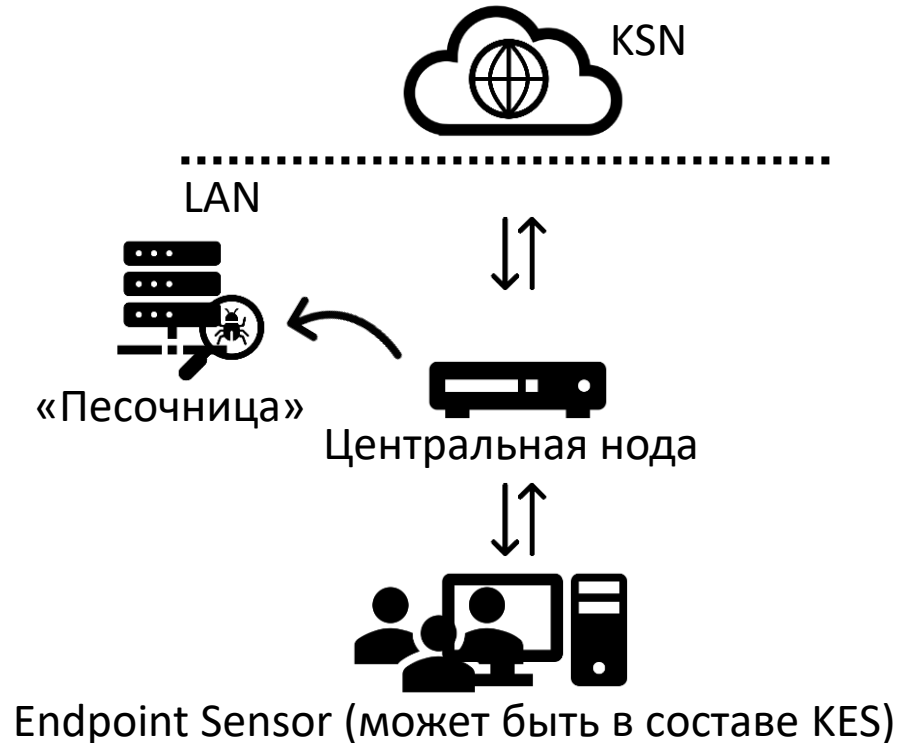 KSN
LAN
«Песочница»
Центральная нода
Endpoint Sensor (может быть в составе KES)